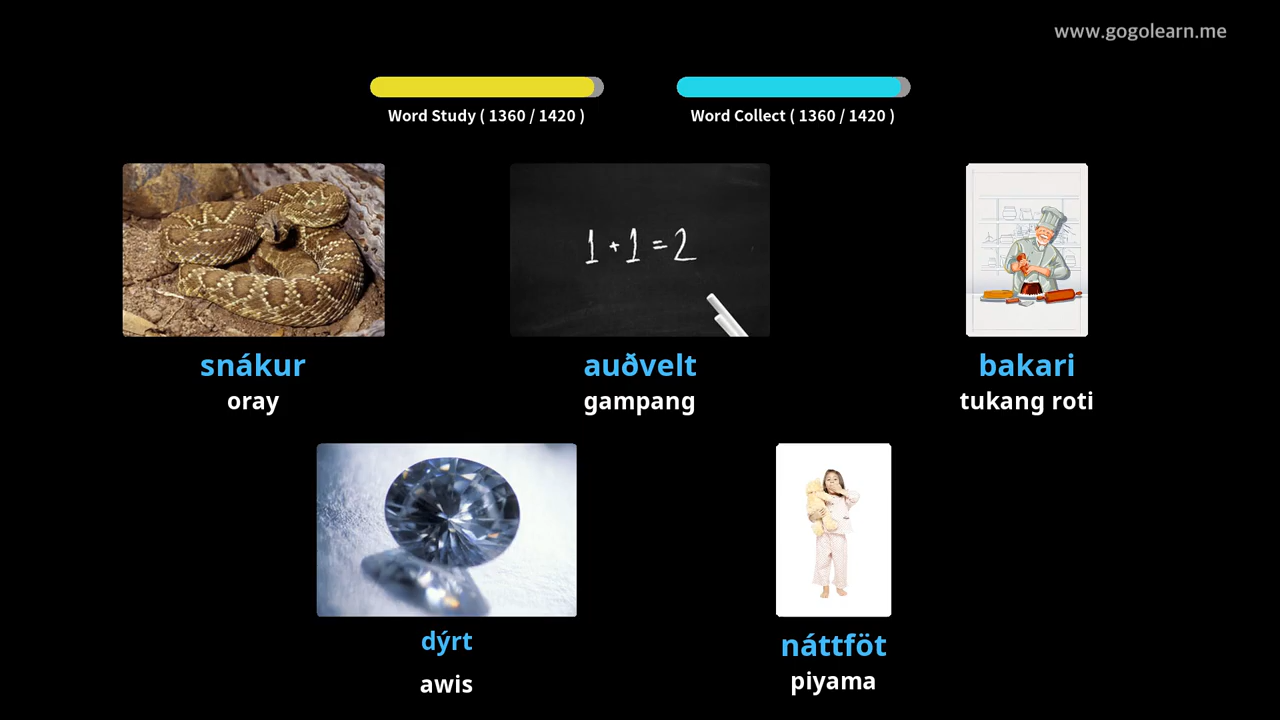 www.gogolearn.me
Word Study ( 1360 / 1420 )
Word Collect ( 1360 / 1420 )
1 + 1 = 2
snákur
oray
auðvelt
gampang
bakari
tukang roti
dýrt
awis
náttföt
piyama